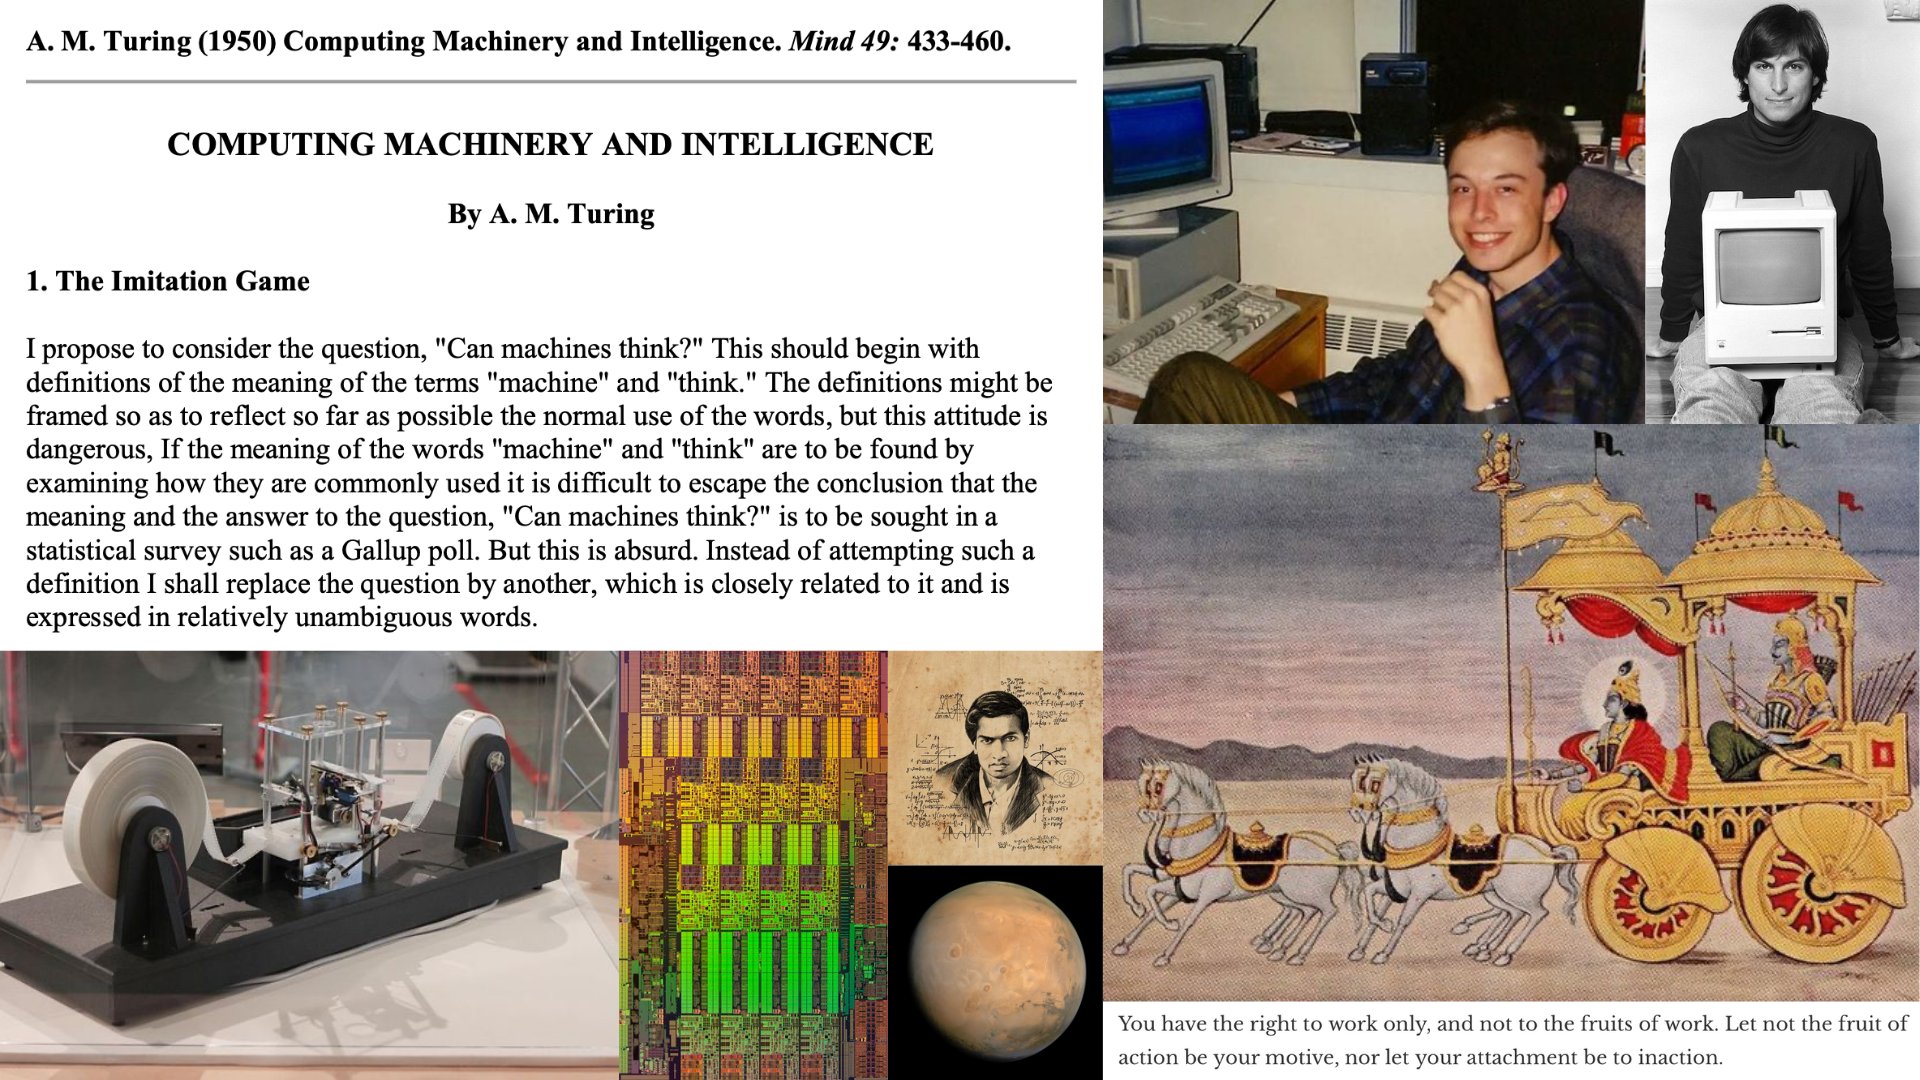 A. M. Turing (1950) Computing Machinery and Intelligence. Mind 49: 433-460.
COMPUTING MACHINERY AND INTELLIGENCE
By A. M. Turing
1. The Imitation Game
I propose to consider the question, "Can machines think?" This should begin with
definitions of the meaning of the terms "machine" and "think." The definitions might be
framed so as to reflect so far as possible the normal use of the words, but this attitude is
dangerous, If the meaning of the words "machine" and "think" are to be found by
examining how they are commonly used it is difficult to escape the conclusion that the
meaning and the answer to the question, "Can machines think?" is to be sought in a
statistical survey such as a Gallup poll. But this is absurd. Instead of attempting such a
definition I shall replace the question by another, which is closely related to it and is
expressed in relatively unambiguous words.
You have the right to work only, and not to the fruits of work. Let not the fruit of
action be your motive, nor let your attachment be to inaction.